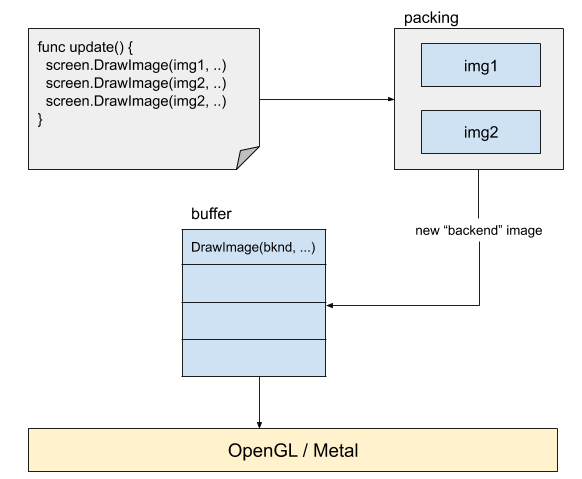 packing
func update() {
screen.DrawImage(img1, ..)
screen.DrawImage(img2, ..)
screen.DrawImage(img2, ..)
}
img1
img2
new “backend” image
buffer
DrawImage(bknd, ...)
OpenGL / Metal